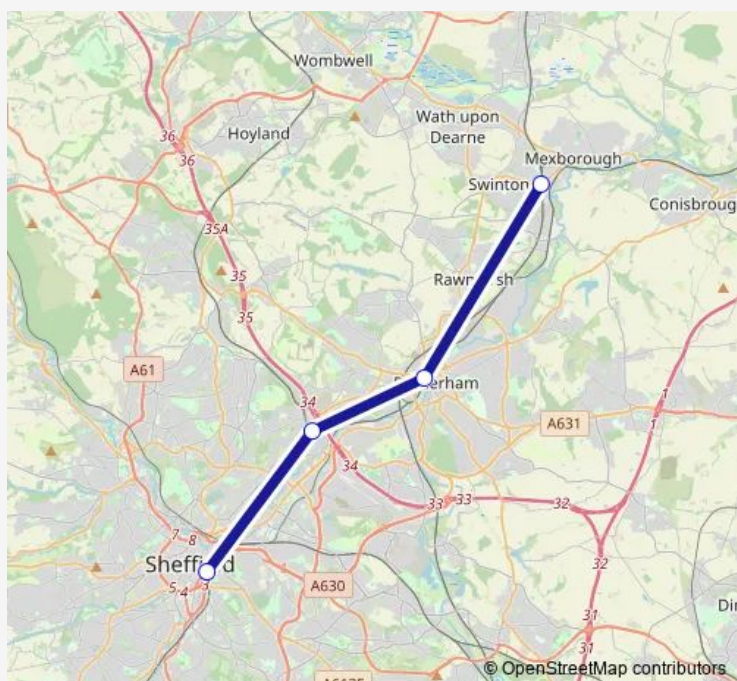 Wombwell
Wath upon
Dearne
36
36
Hoyland
Mexborough
Swinton
Conisbroug
35A
35
35
Rawm sh
A61
34
erham
A631
1
1
34
33
33
32
7
8
Sheffi d
32
5
4
3
A630
31
31
Di
© OpenStreetMap contributors